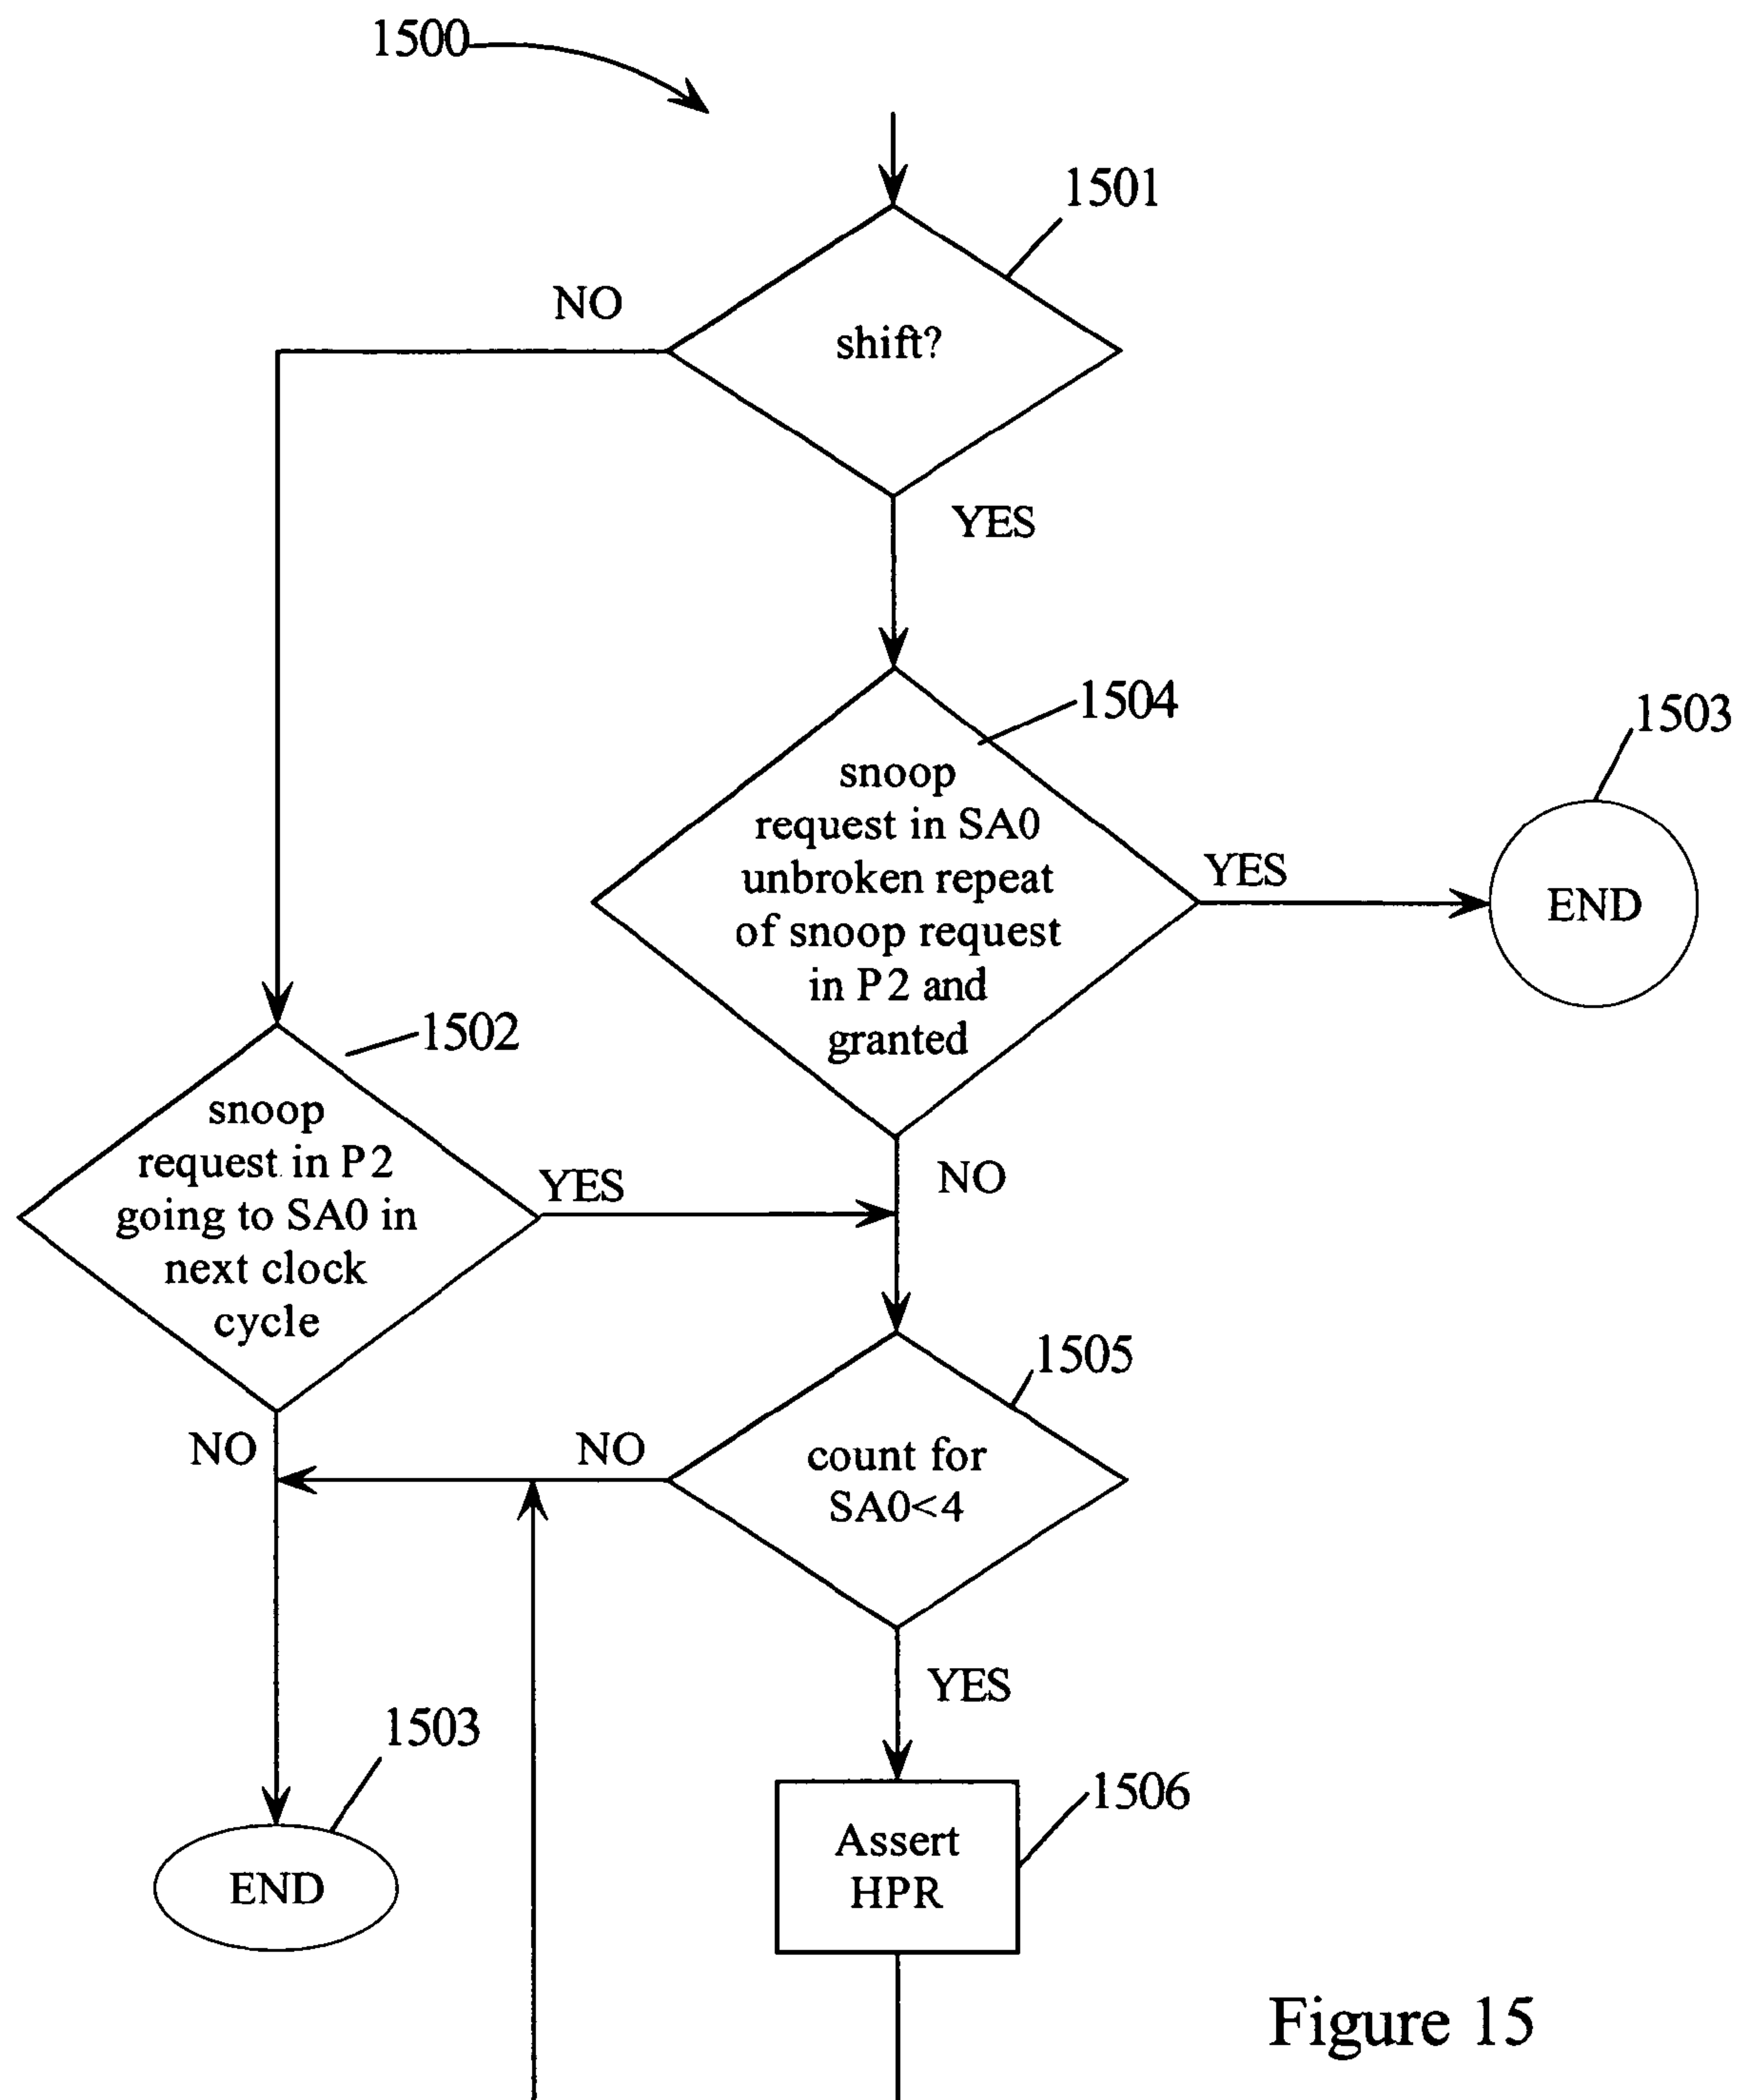 1500
1501
NO
shift?
YES
1504
1503
snoop
request in SA0
unbroken repeat
of snoop request
in P2 and
granted
YES
END
1502
snoop
request in P2
going to SA0 in
next clock
cycle
YES
NO
1505
NO
NO
count for
SA0<4
YES
1503
1506
END
Assert
HPR
Figure 15